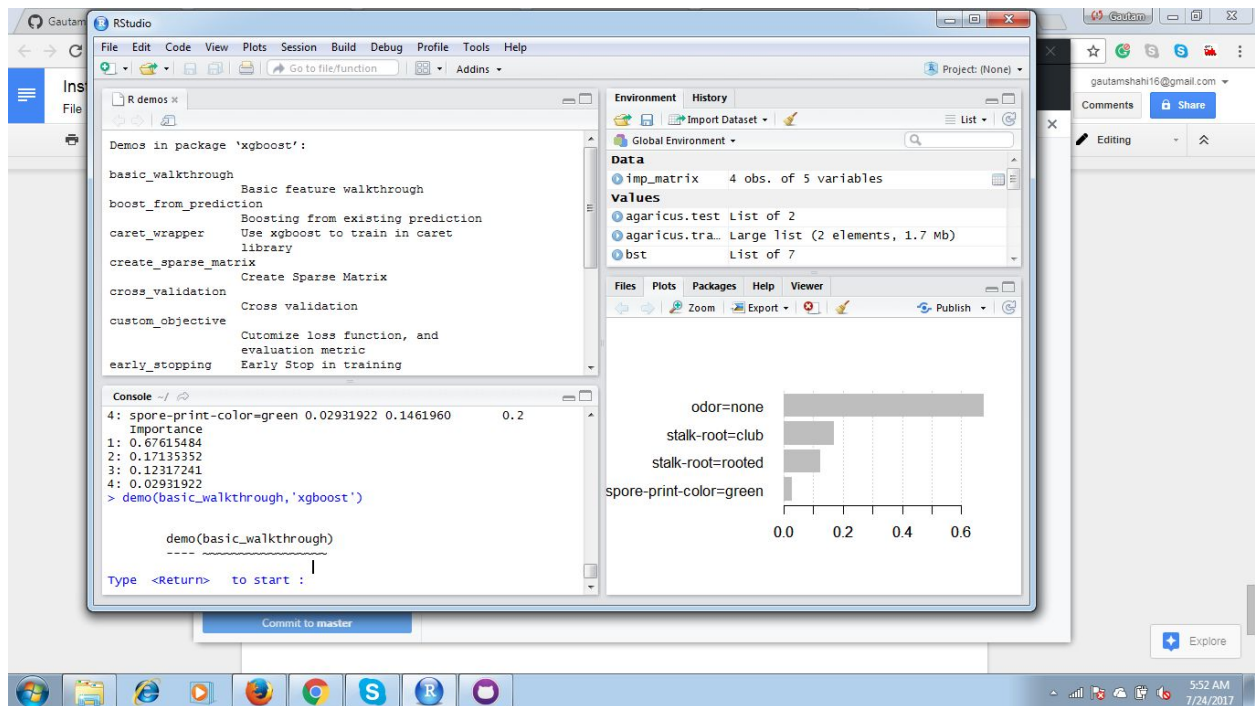 Gautam
RStudio
Gautam
File Edit Code View Plots Session Build Debug Profile Tools Help
Go to file/function
Addins
Project: (None)
Ins
File
gautamshahi16@gmail.com
Comments
Share
Editing
R demos
Demos in package 'xgboost':
basic_walkthrough
Basic feature walkthrough
boost_from_prediction
Boosting from existing prediction
caret_wrapper Use xgboost to train in caret
library
create_sparse_matrix
Create Sparse Matrix
cross_validation
Cross validation
custom_objective
Cutomize loss function, and
evaluation metric
early_stopping Early Stop in training
Console ~/
4: spore-print-color=green 0.02931922 0.1461960 0.2
Importance
1: 0.67615484
2: 0.17135352
3: 0.12317241
4: 0.02931922
> demo(basic_walkthrough,'xgboost')
demo(basic_walkthrough)
---- ~~~~~~~~~~~~~~~~~
Type <Return> to start :
Environment History
Import Dataset
List
Global Environment
Data
imp_matrix 4 obs. of 5 variables
Values
agaricus.test List of 2
agaricus.tra… Large list (2 elements, 1.7 Mb)
bst List of 7
Files Plots Packages Help Viewer
Zoom Export Publish
odor=none
stalk-root=club
stalk-root=rooted
spore-print-color=green
0.0 0.2 0.4 0.6
Commit to master
Explore
5:52 AM
7/24/2017